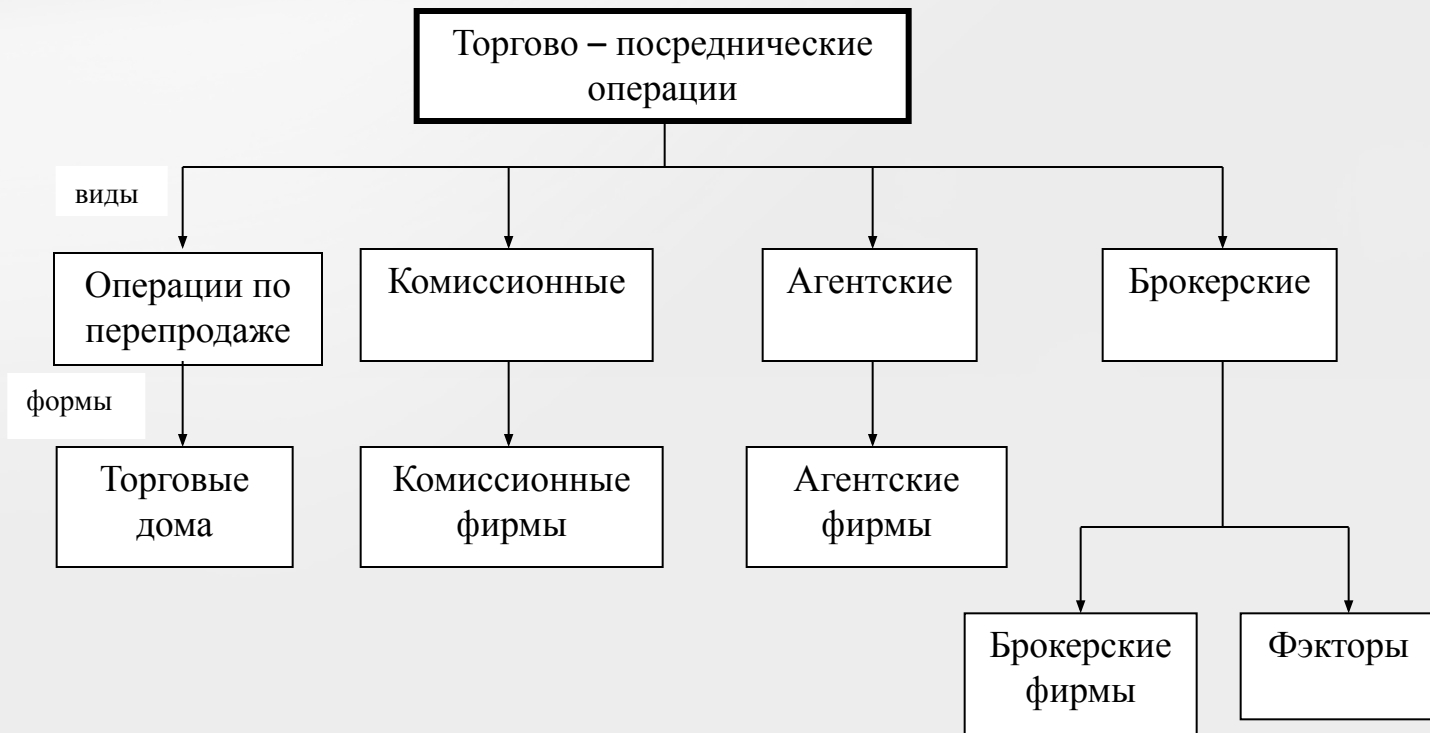 Торгово – посреднические
операции
виды
Операции по
перепродаже
Комиссионные
Агентские
Брокерские
формы
Торговые
дома
Комиссионные
фирмы
Агентские
фирмы
Брокерские
фирмы
Фэкторы